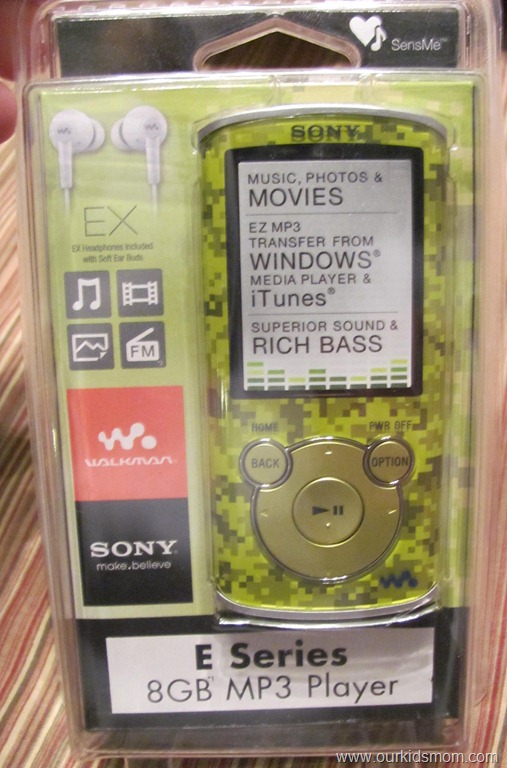 SensMe™
SONY
MUSIC, PHOTOS &
MOVIES
EZ MP3
TRANSFER FROM
WINDOWS®
MEDIA PLAYER &
iTunes®
SUPERIOR SOUND &
RICH BASS
EX
EX Headphones included
with Soft Ear Buds
FM
WALKMAN
SONY
make.believe
HOME
PWR OFF
BACK
OPTION
E Series
8GB MP3 Player
www.ourkidsmom.com